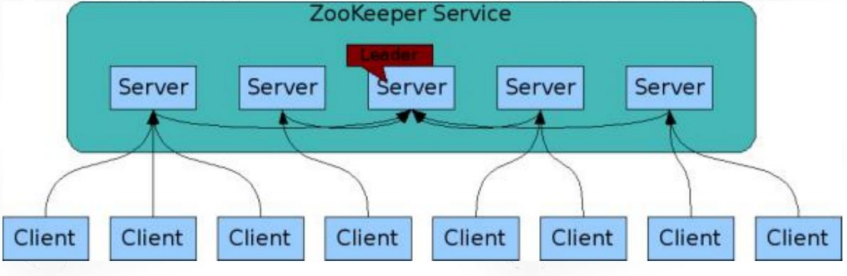 ZooKeeper Service
Leader
Server
Server
Server
Server
Server
Client
Client
Client
Client
Client
Client
Client
Client